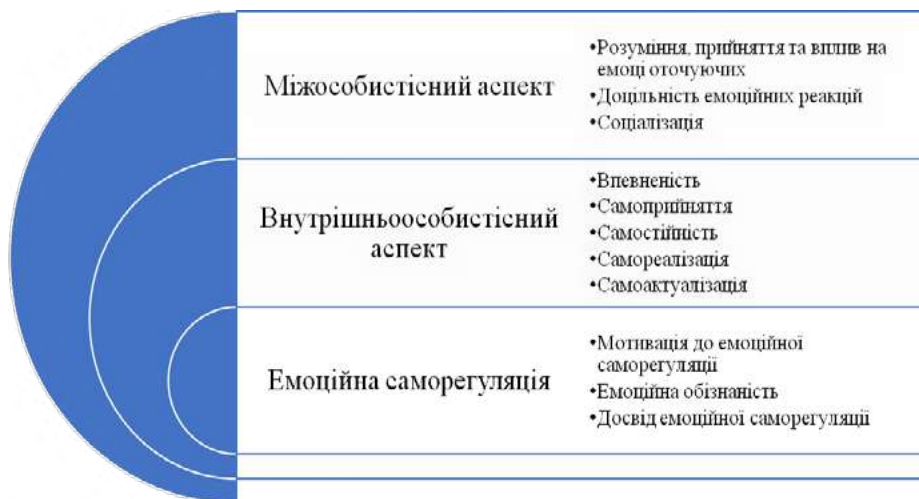 Міжособистісний аспект
•Розуміння, прийняття та вплив на
емоці оточуючих
•Доцільність емоційних реакцій
•Соціалізація
Внутрішньоособистісний
аспект
•Впевненість
•Самоприйняття
•Самостійність
•Самореалізація
•Самоактуалізація
Емоційна саморегуляція
•Мотивація до емоційної
саморегуляції
•Емоційна обізнаність
•Досвід емоційної саморегуляції